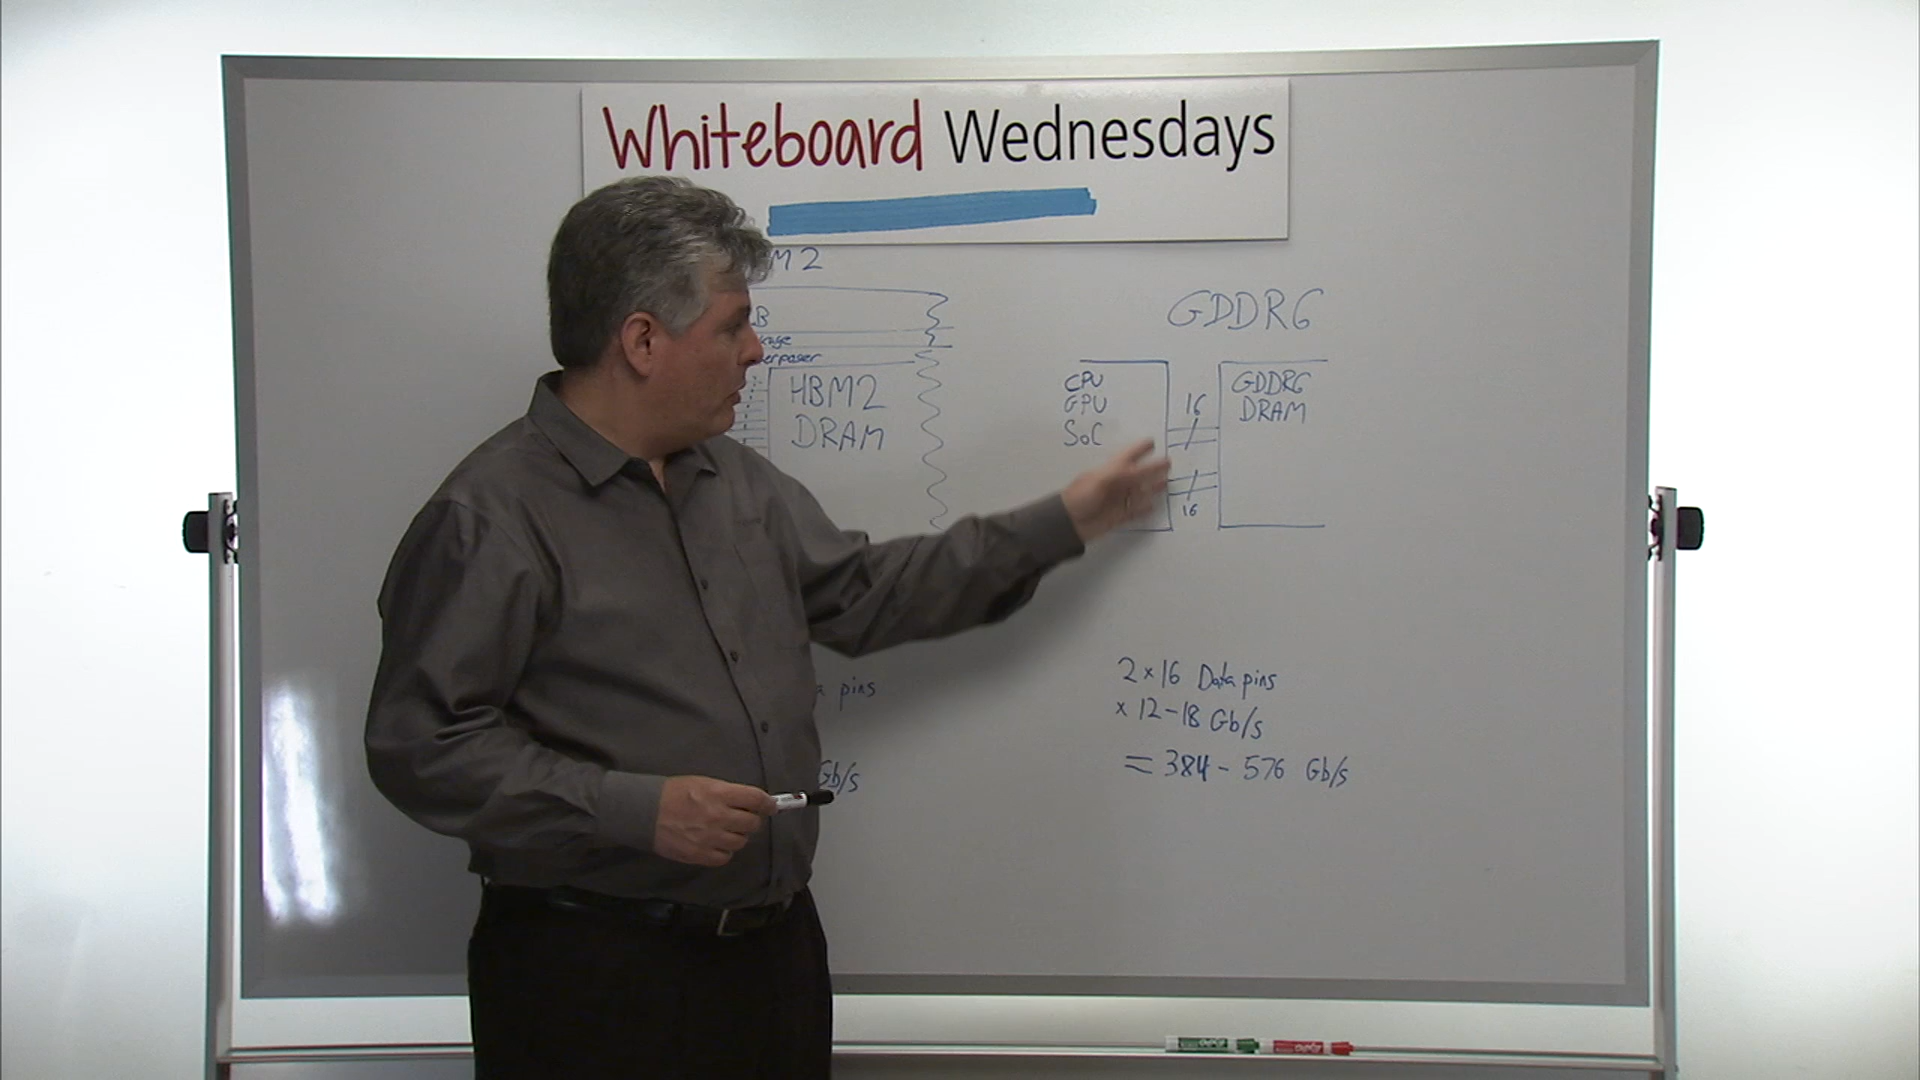 Whiteboard Wednesdays
M2
B
HBM2
DRAM
pins
Gb/s
GDDR6
CPU
GPU
SoC
16
16
GDDR6
DRAM
2 x 16 Data pins
x 12-18 Gb/s
= 384 - 576 Gb/s